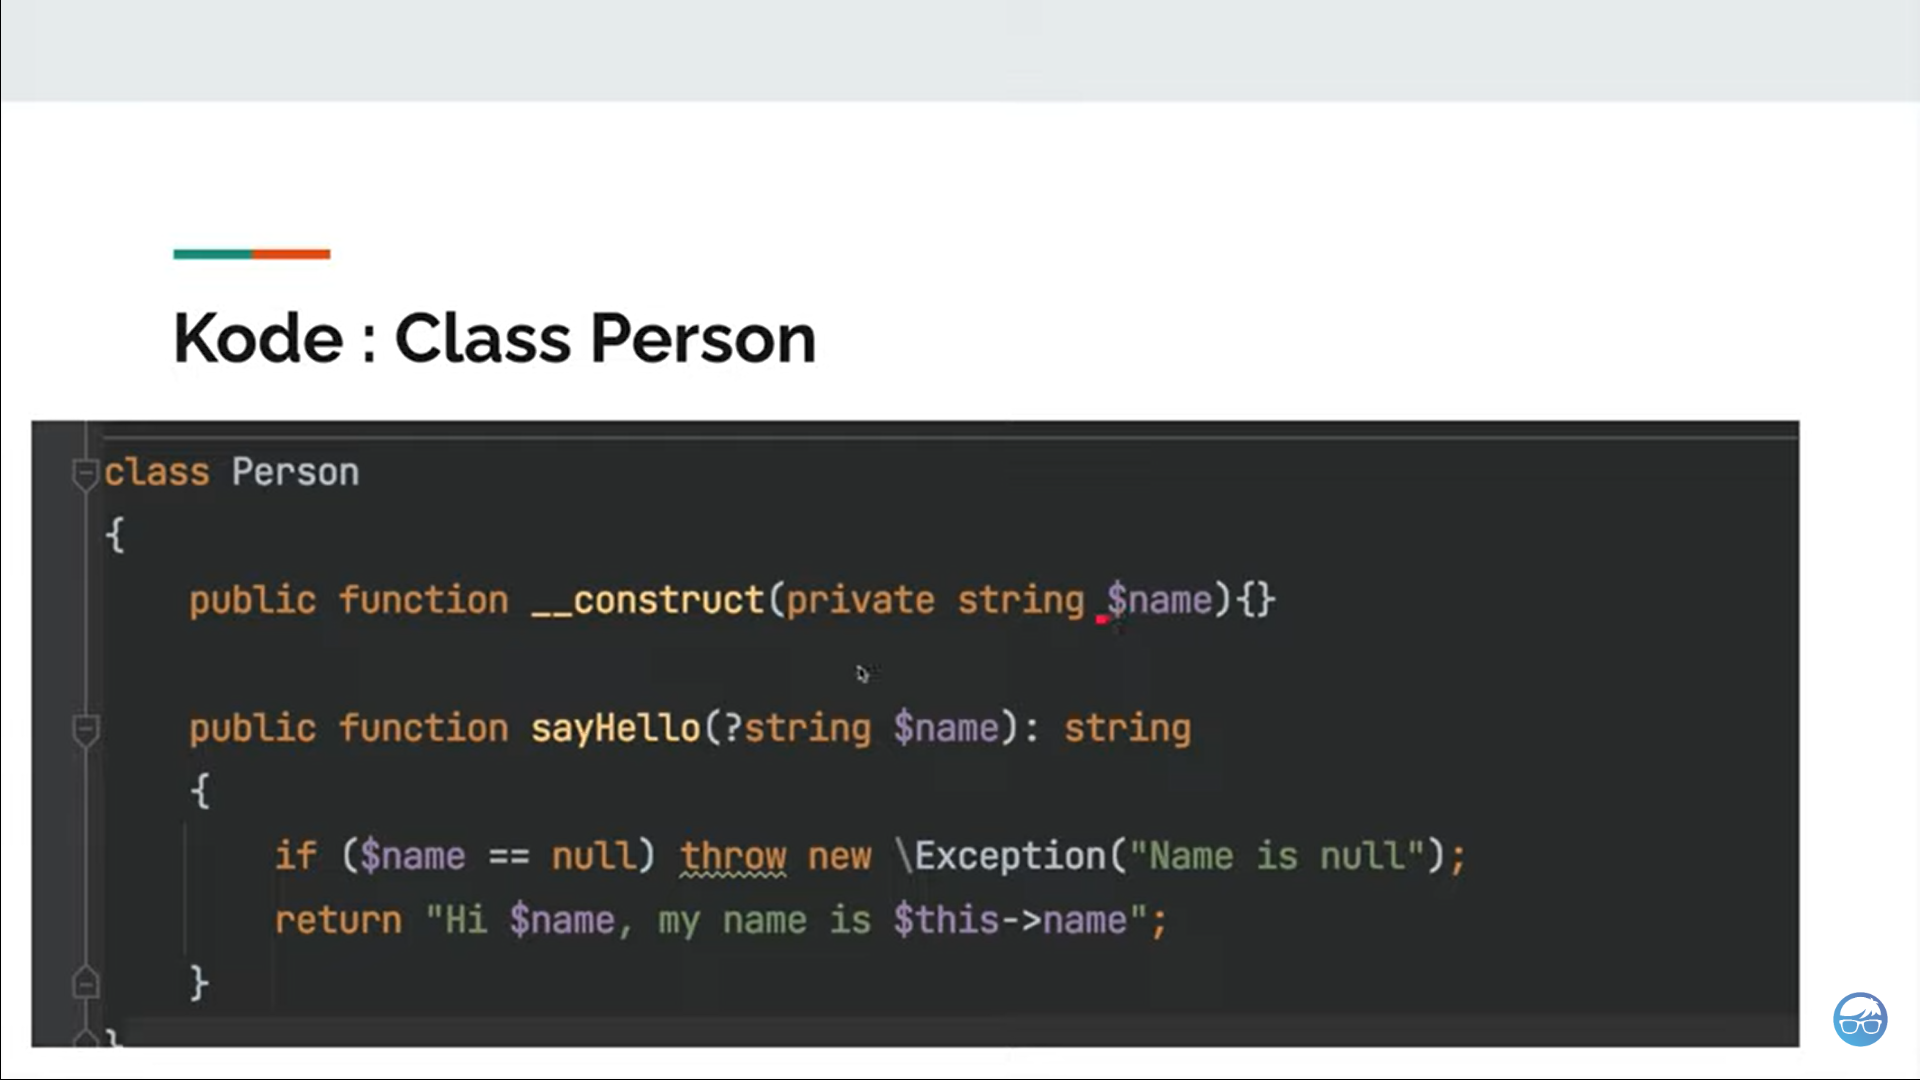 Kode : Class Person
class Person
{
public function __construct(private string $name){}
public function sayHello(?string $name): string
{
if ($name == null) throw new \Exception("Name is null");
return "Hi $name, my name is $this->name";
}
}